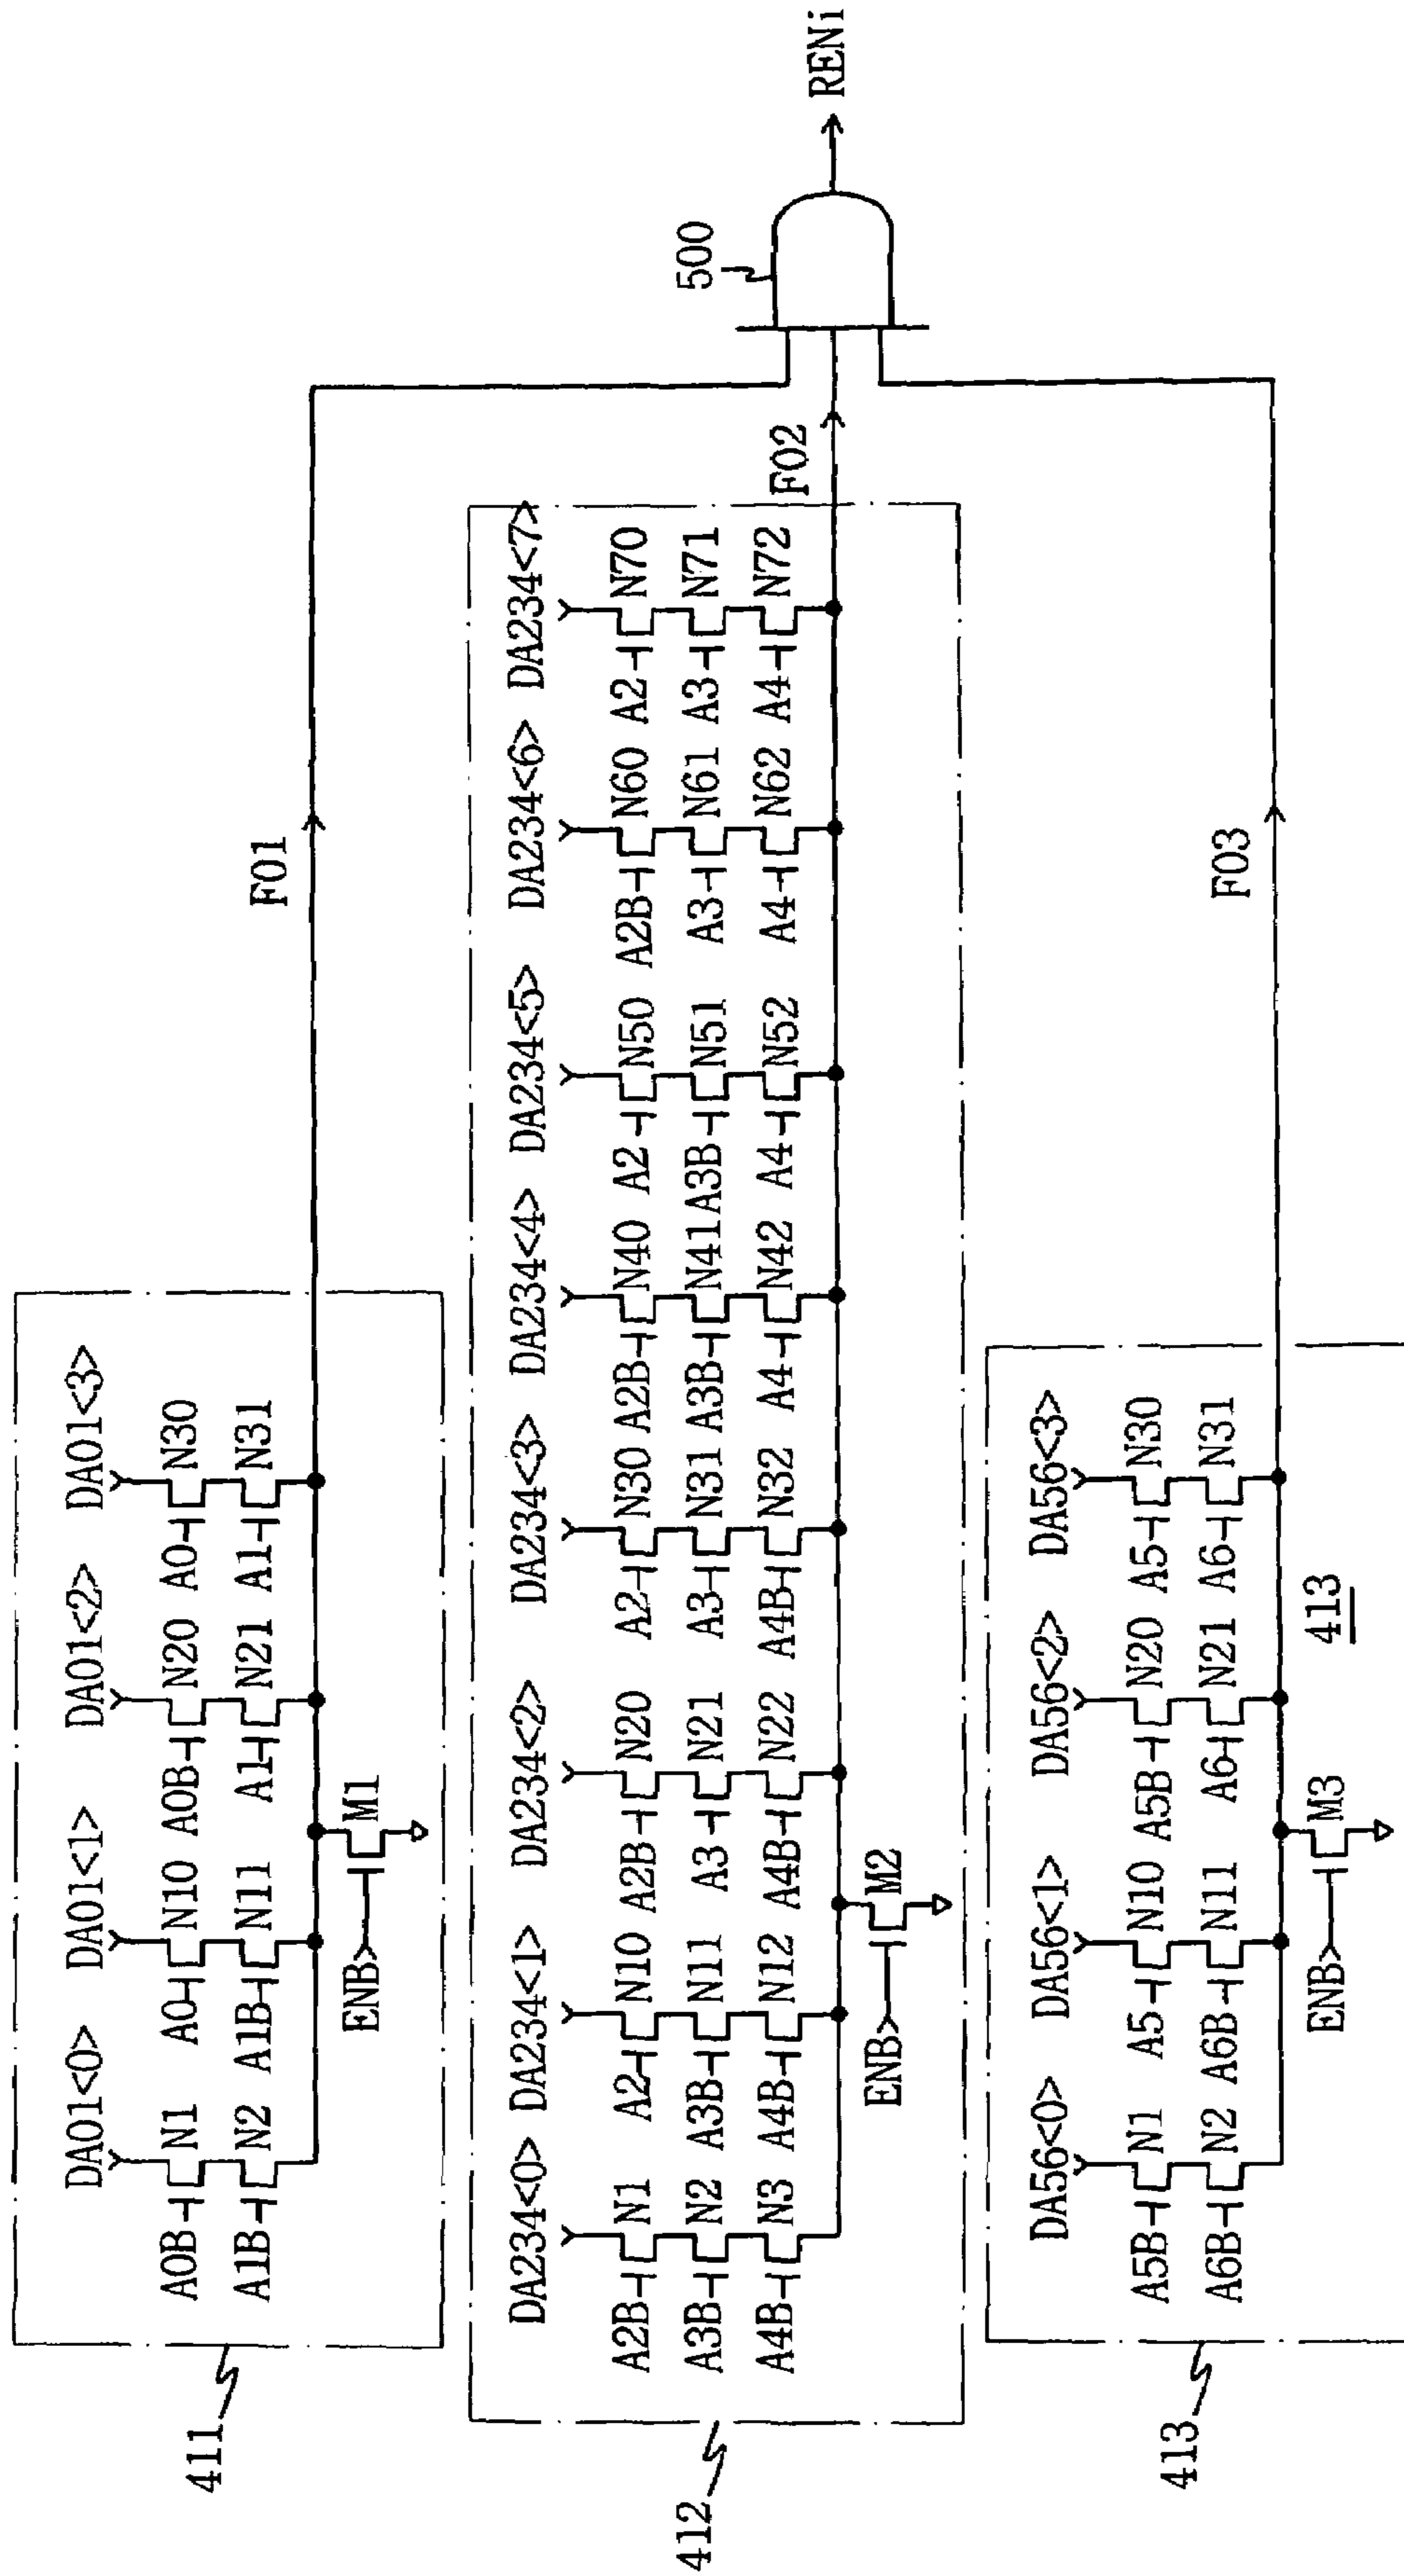 411
DA01<0> DA01<1> DA01<2> DA01<3>
A0B N1 A0 N10 A0B N20 A0 N30
A1B N2 A1B N11 A1 N21 A1 N31
ENB M1
F01
412
DA234<0> DA234<1> DA234<2> DA234<3> DA234<4> DA234<5> DA234<6> DA234<7>
A2B N1 A2 N10 A2B N20 A2 N30 A2B N40 A2 N50 A2B N60 A2 N70
A3B N2 A3B N11 A3 N21 A3 N31 A3B N41 A3B N51 A3 N61 A3 N71
A4B N3 A4B N12 A4B N22 A4B N32 A4 N42 A4 N52 A4 N62 A4 N72
ENB M2
F02
500
RENi
413
DA56<0> DA56<1> DA56<2> DA56<3>
A5B N1 A5 N10 A5B N20 A5 N30
A6B N2 A6B N11 A6 N21 A6 N31
ENB M3
413
F03